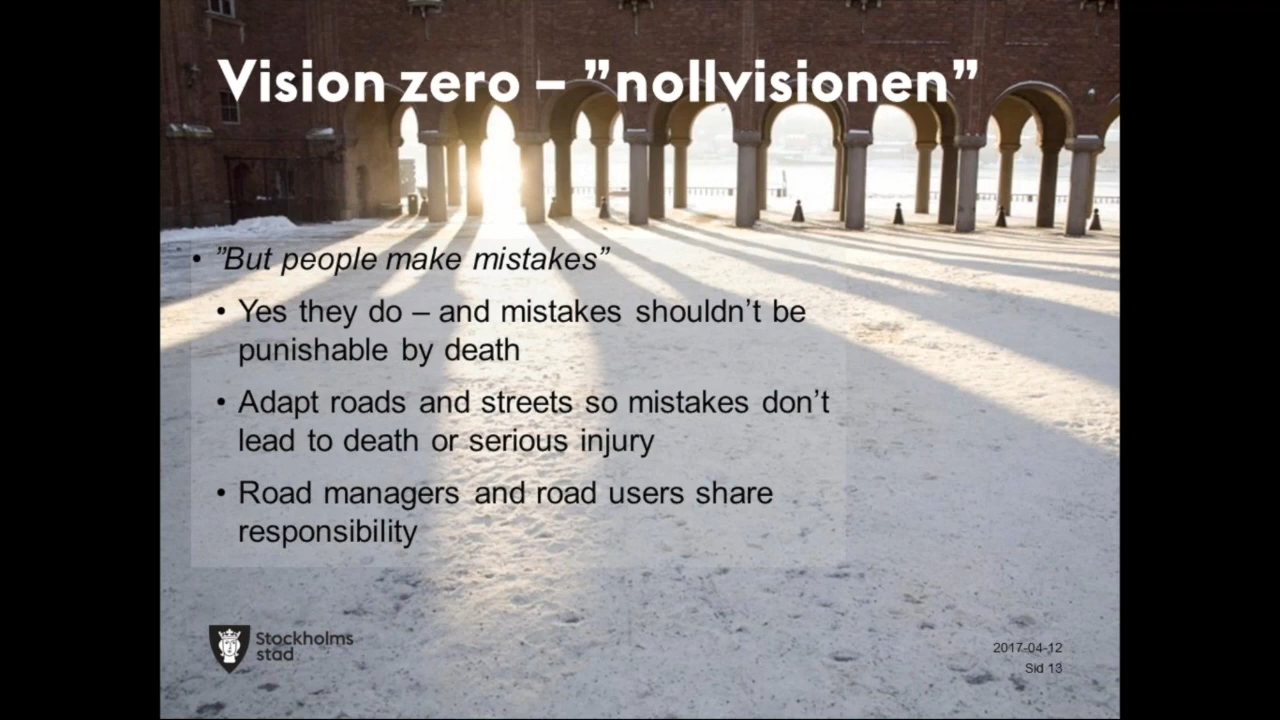 Vision zero – ”nollvisionen”
• ”But people make mistakes”
• Yes they do – and mistakes shouldn’t be
punishable by death
• Adapt roads and streets so mistakes don’t
lead to death or serious injury
• Road managers and road users share
responsibility
Stockholms
stad
2017-04-12
Sid 13